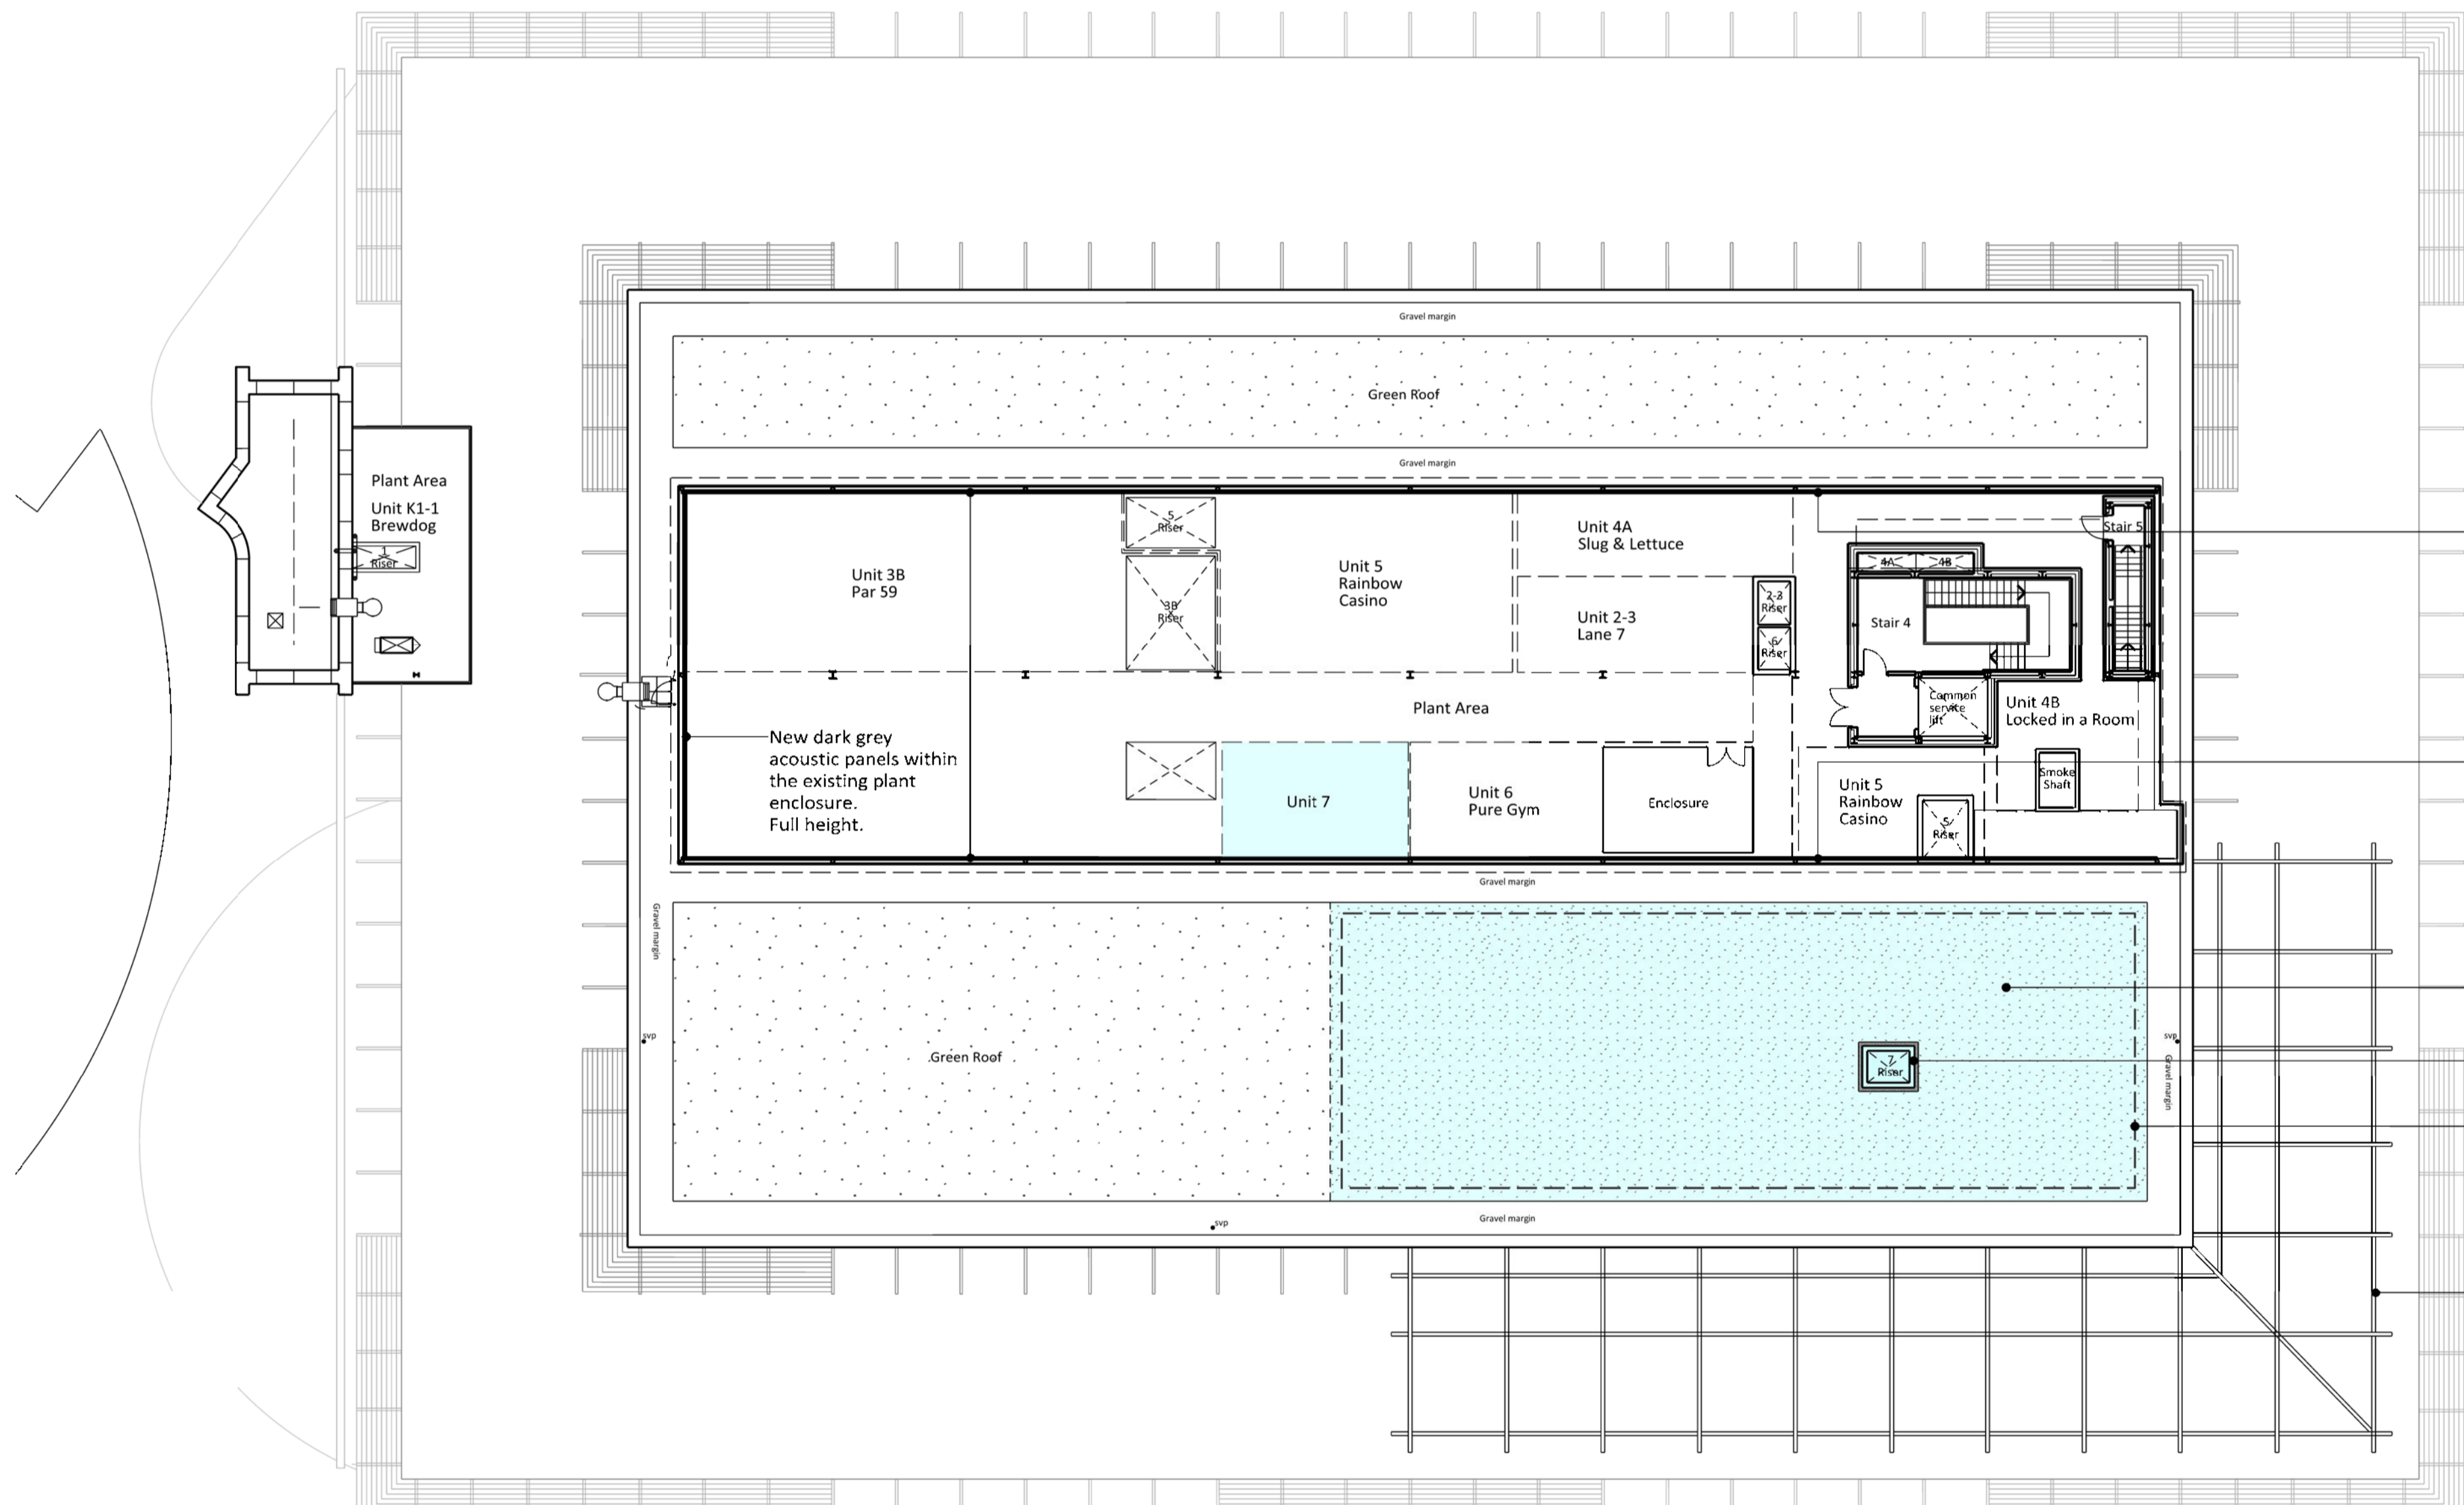 Gravel margin
Green Roof
Gravel margin
Plant Area
Unit K1-1
Brewdog
1
Riser
Unit 3B
Par 59
5
Riser
3B
Riser
Unit 5
Rainbow
Casino
Unit 4A
Slug & Lettuce
Unit 2-3
Lane 7
2-3
Riser
6
Riser
4A
4B
Stair 4
Stair 5
Common
service
lift
Unit 4B
Locked in a Room
Plant Area
New dark grey
acoustic panels within
the existing plant
enclosure.
Full height.
Unit 7
Unit 6
Pure Gym
Enclosure
Unit 5
Rainbow
Casino
5
Riser
Smoke
Shaft
Gravel margin
Gravel margin
Green Roof
svp
svp
Gravel margin
7
Riser
svp
Gravel margin